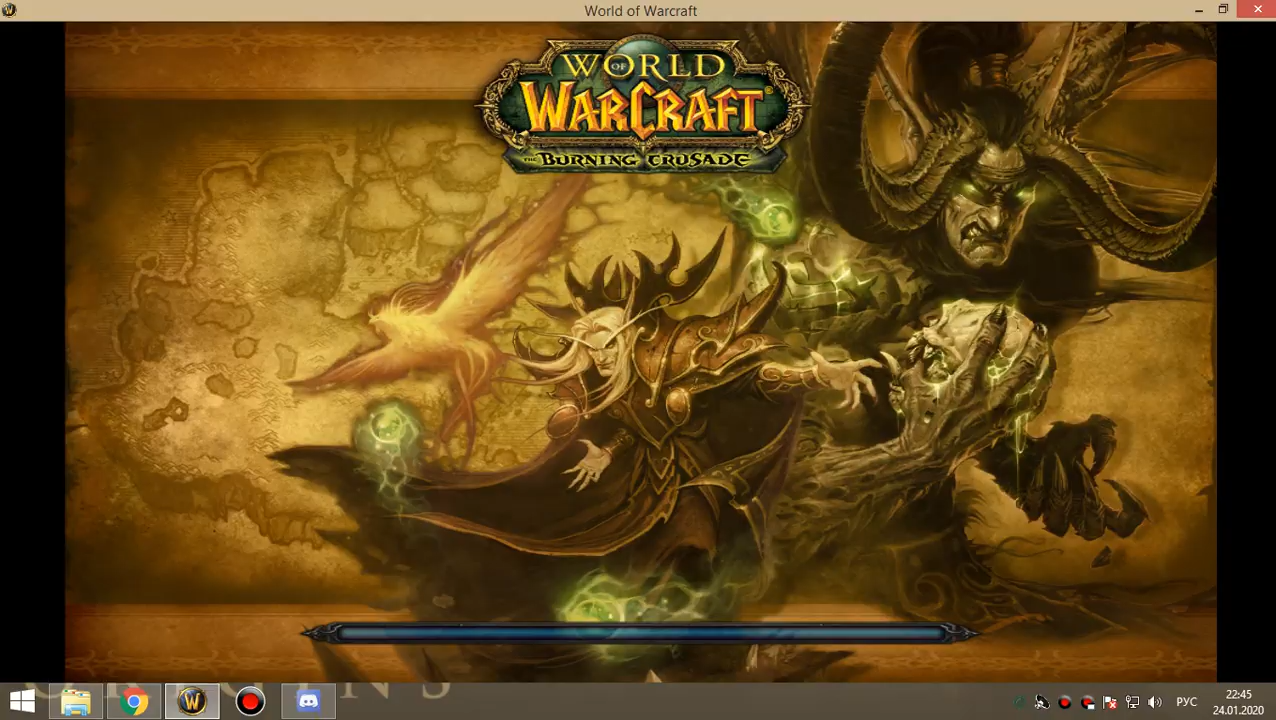 World of Warcraft
WORLD
OF
WARCRAFT®
THE BURNING CRUSADE
РУС
22:45
24.01.2020